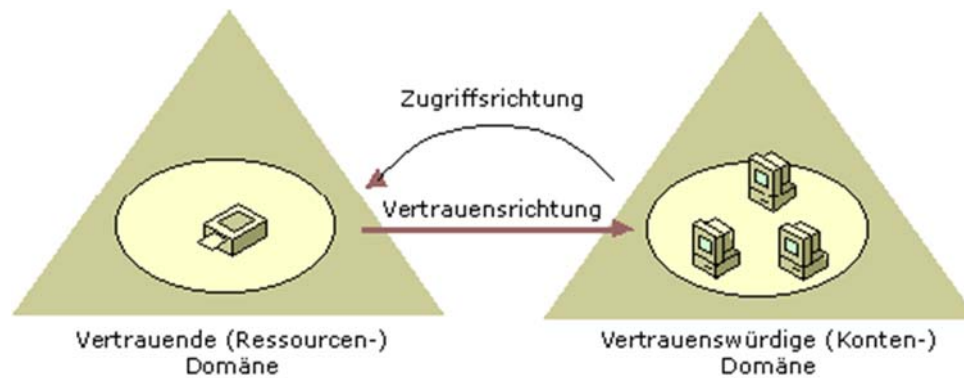 Zugriffsrichtung
Vertrauensrichtung
Vertrauende (Ressourcen-)
Domäne
Vertrauenswürdige (Konten-)
Domäne